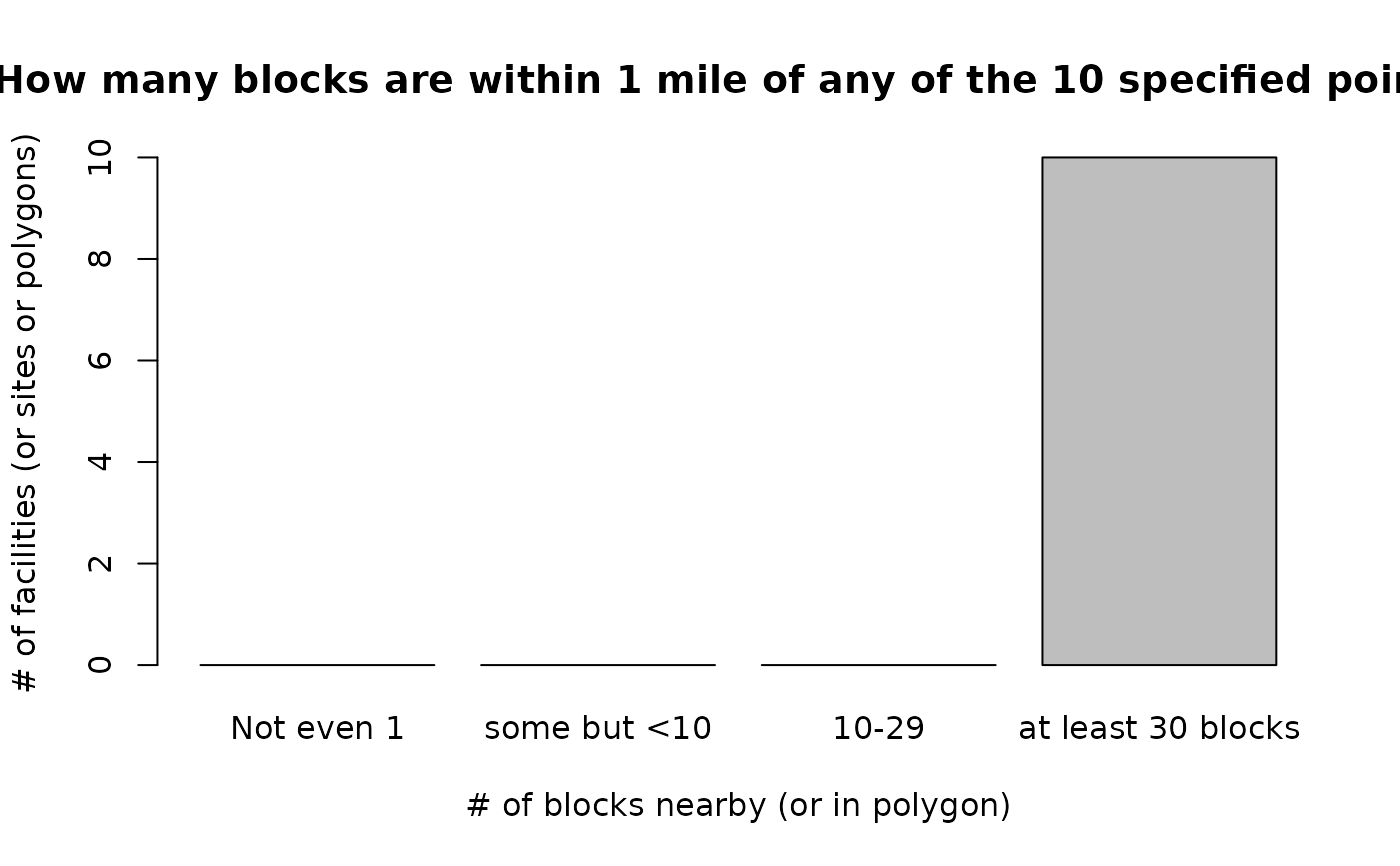 How many blocks are within 1 mile of any of the 10 specified
# of facilities (or sites or polygons)
10
8
6
4
2
0
Not even 1
some but <10
10-29
at least 30 blocks
# of blocks nearby (or in polygon)